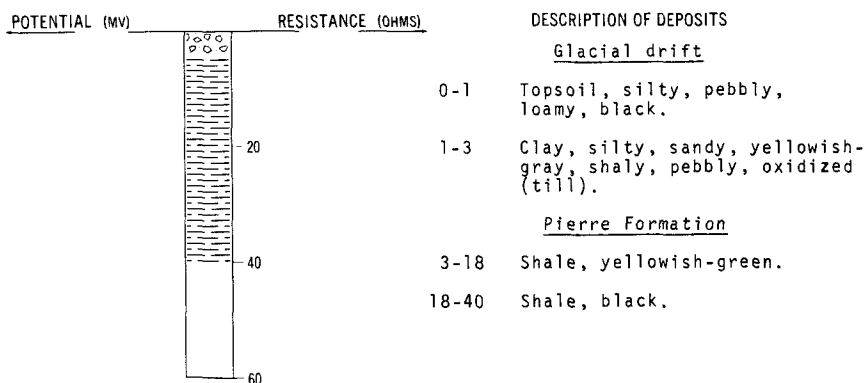 POTENTIAL (MV) RESISTANCE (OHMS) DESCRIPTION OF DEPOSITS
Glacial drift
0-1 Topsoil, silty, pebbly,
loamy, black.
1-3 Clay, silty, sandy, yellowish-
gray, shaly, pebbly, oxidized
(till).
Pierre Formation
3-18 Shale, yellowish-green.
18-40 Shale, black.
20
40
60